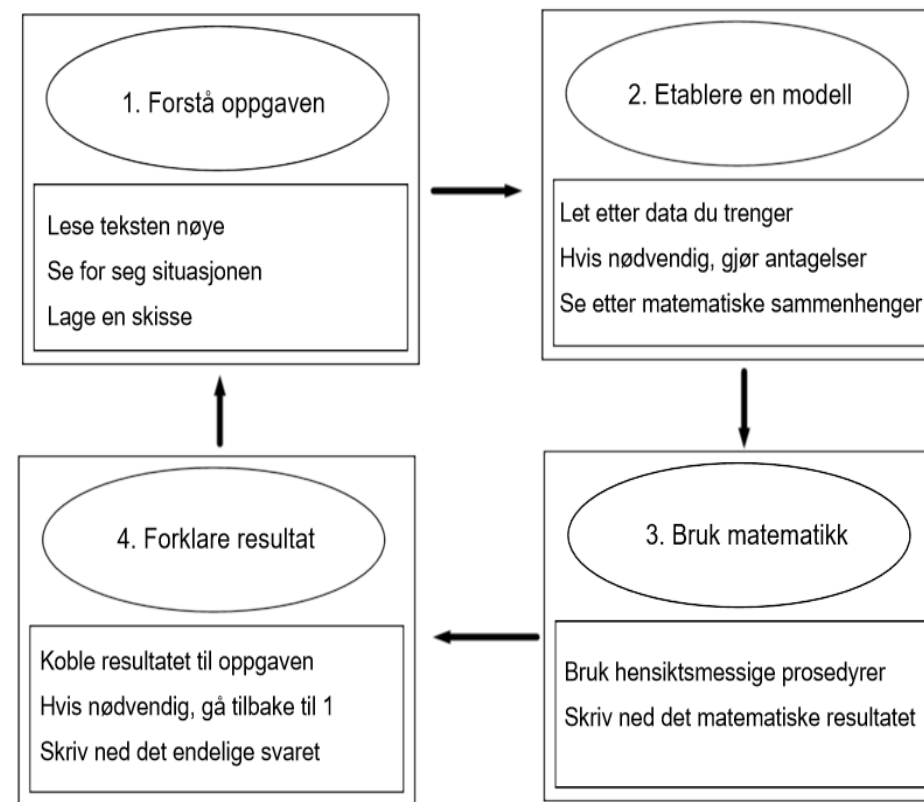 1. Forstå oppgaven
Lese teksten nøye
Se for seg situasjonen
Lage en skisse
2. Etablere en modell
Let etter data du trenger
Hvis nødvendig, gjør antagelser
Se etter matematiske sammenhenger
3. Bruk matematikk
Bruk hensiktsmessige prosedyrer
Skriv ned det matematiske resultatet
4. Forklare resultat
Koble resultatet til oppgaven
Hvis nødvendig, gå tilbake til 1
Skriv ned det endelige svaret